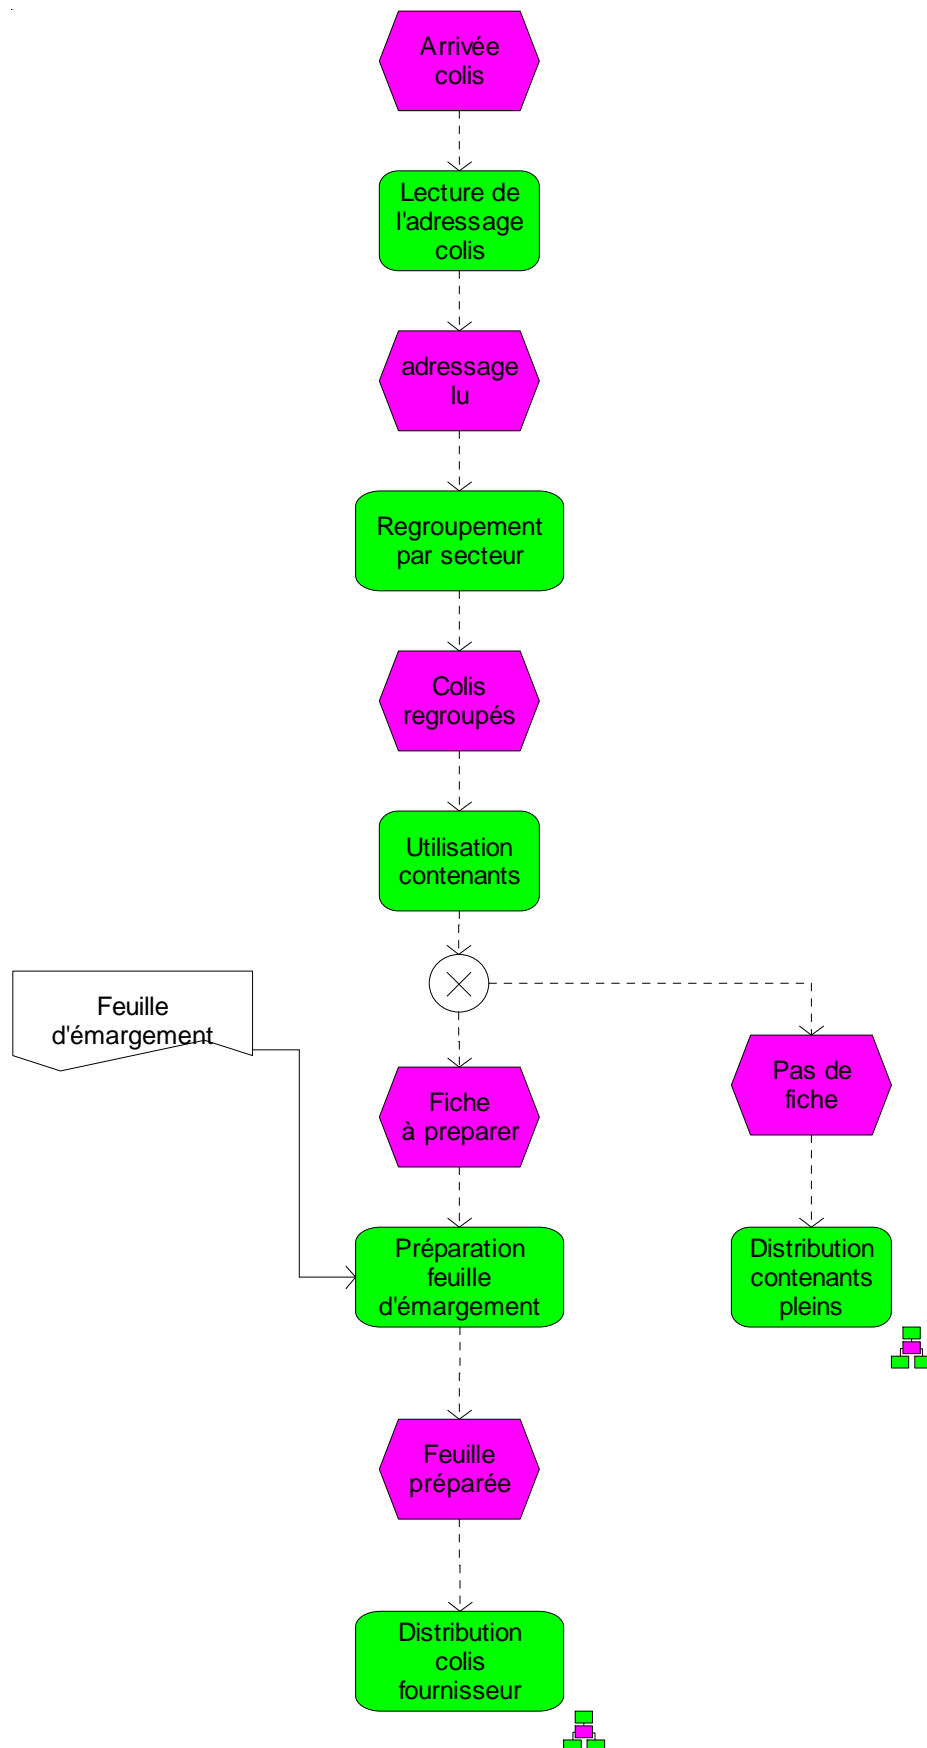 Arrivée
colis
Lecture de
l'adressage
colis
adressage
lu
Regroupement
par secteur
Colis
regroupés
Utilisation
contenants
Feuille
d'émargement
Fiche
à preparer
Pas de
fiche
Préparation
feuille
d'émargement
Distribution
contenants
pleins
Feuille
préparée
Distribution
colis
fournisseur